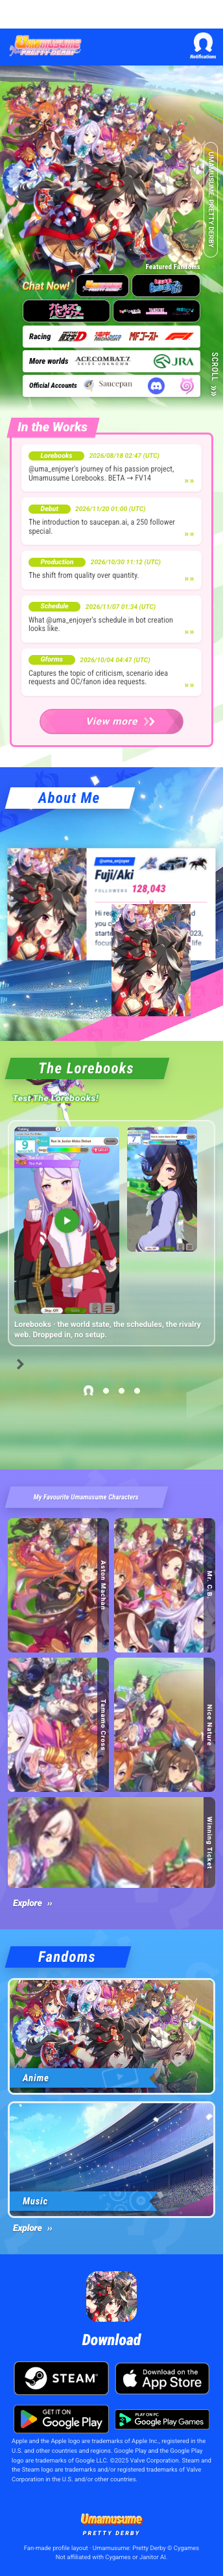 Umamusume
PRETTY DERBY
Notifications
UMAMUSUME PRETTY DERBY
Featured Fandoms
Chat Now!
Racing
MFゴースト
F1
More worlds
ACE COMBAT 7
SKIES UNKNOWN
JRA
Official Accounts
Saucepan
SCROLL
In the Works
Lorebooks
2026/08/18 02:47 (UTC)
@uma_enjoyer's journey of his passion project,
Umamusume Lorebooks. BETA → FV14
Debut
2026/11/20 01:00 (UTC)
The introduction to saucepan.ai, a 250 follower
special.
Production
2026/10/30 11:12 (UTC)
The shift from quality over quantity.
Schedule
2026/11/07 01:34 (UTC)
What @uma_enjoyer's schedule in bot creation
looks like.
Gforms
2026/10/04 04:47 (UTC)
Captures the topic of criticism, scenario idea
requests and OC/fanon idea requests.
View more
About Me
@uma_enjoyer
Fuji/Aki
FOLLOWERS 128,043
The Lorebooks
Test The Lorebooks!
Lorebooks · the world state, the schedules, the rivalry
web. Dropped in, no setup.
My Favourite Umamusume Characters
Aston Machan
Mr. C.B.
Tamamo Cross
Nice Nature
Winning Ticket
Explore »
Fandoms
Anime
Music
Explore »
Download
STEAM
Download on the
App Store
GET IT ON
Google Play
PLAY ON PC
Google Play Games
Apple and the Apple logo are trademarks of Apple Inc., registered in the
U.S. and other countries and regions. Google Play and the Google Play
logo are trademarks of Google LLC. ©2025 Valve Corporation. Steam and
the Steam logo are trademarks and/or registered trademarks of Valve
Corporation in the U.S. and/or other countries.
Umamusume
PRETTY DERBY
Fan-made profile layout · Umamusume: Pretty Derby © Cygames
Not affiliated with Cygames or Janitor AI.